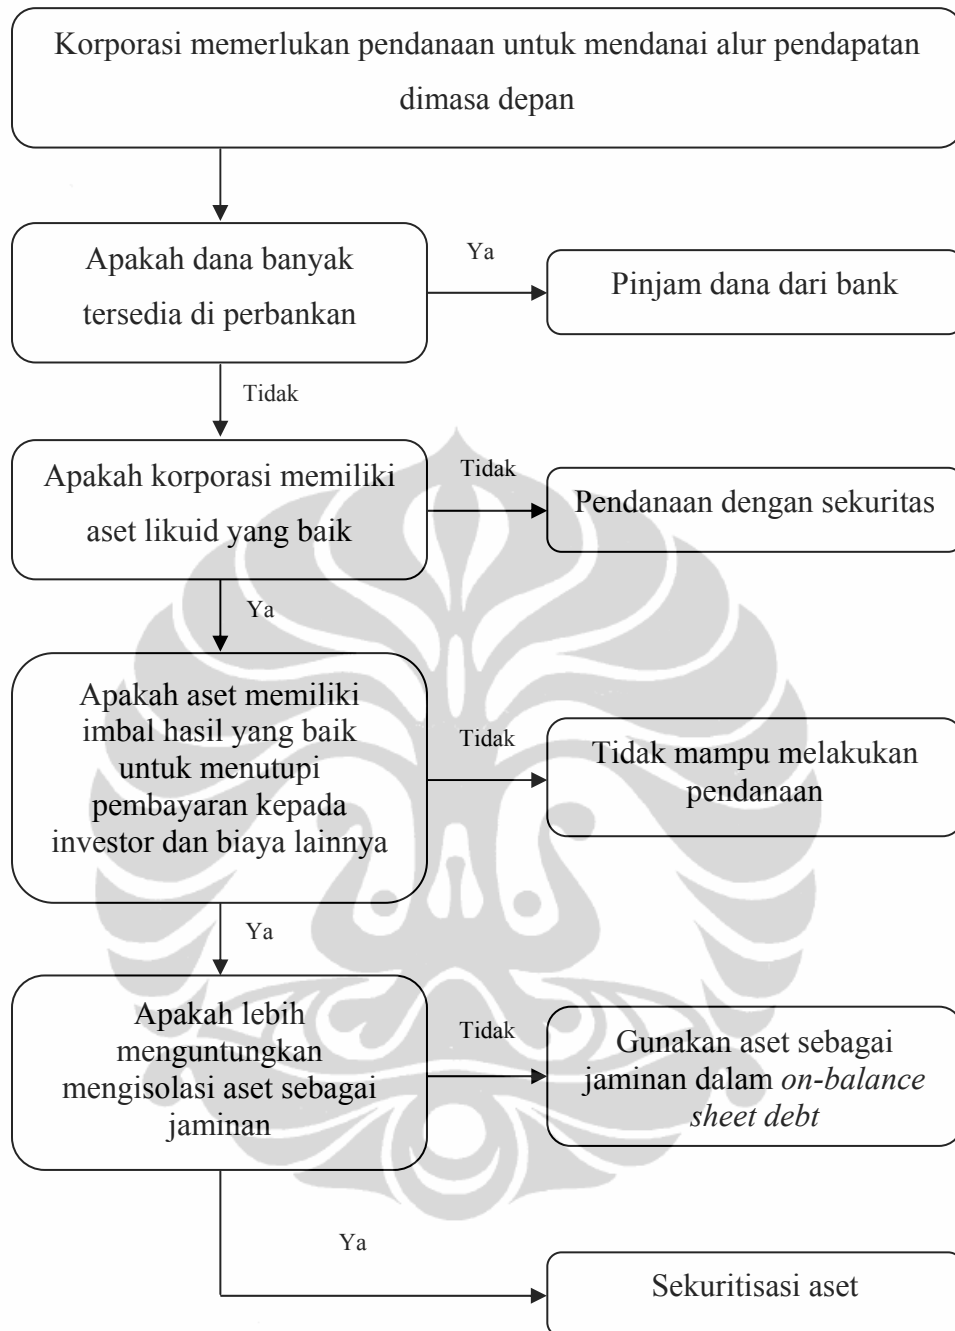 Korporasi memerlukan pendanaan untuk mendanai alur pendapatan
dimasa depan
Apakah dana banyak
tersedia di perbankan
Ya
Pinjam dana dari bank
Tidak
Apakah korporasi memiliki
aset likuid yang baik
Tidak
Pendanaan dengan sekuritas
Ya
Apakah aset memiliki
imbal hasil yang baik
untuk menutupi
pembayaran kepada
investor dan biaya lainnya
Tidak
Tidak mampu melakukan
pendanaan
Ya
Apakah lebih
menguntungkan
mengisolasi aset sebagai
jaminan
Tidak
Gunakan aset sebagai
jaminan dalam on-balance
sheet debt
Ya
Sekuritisasi aset